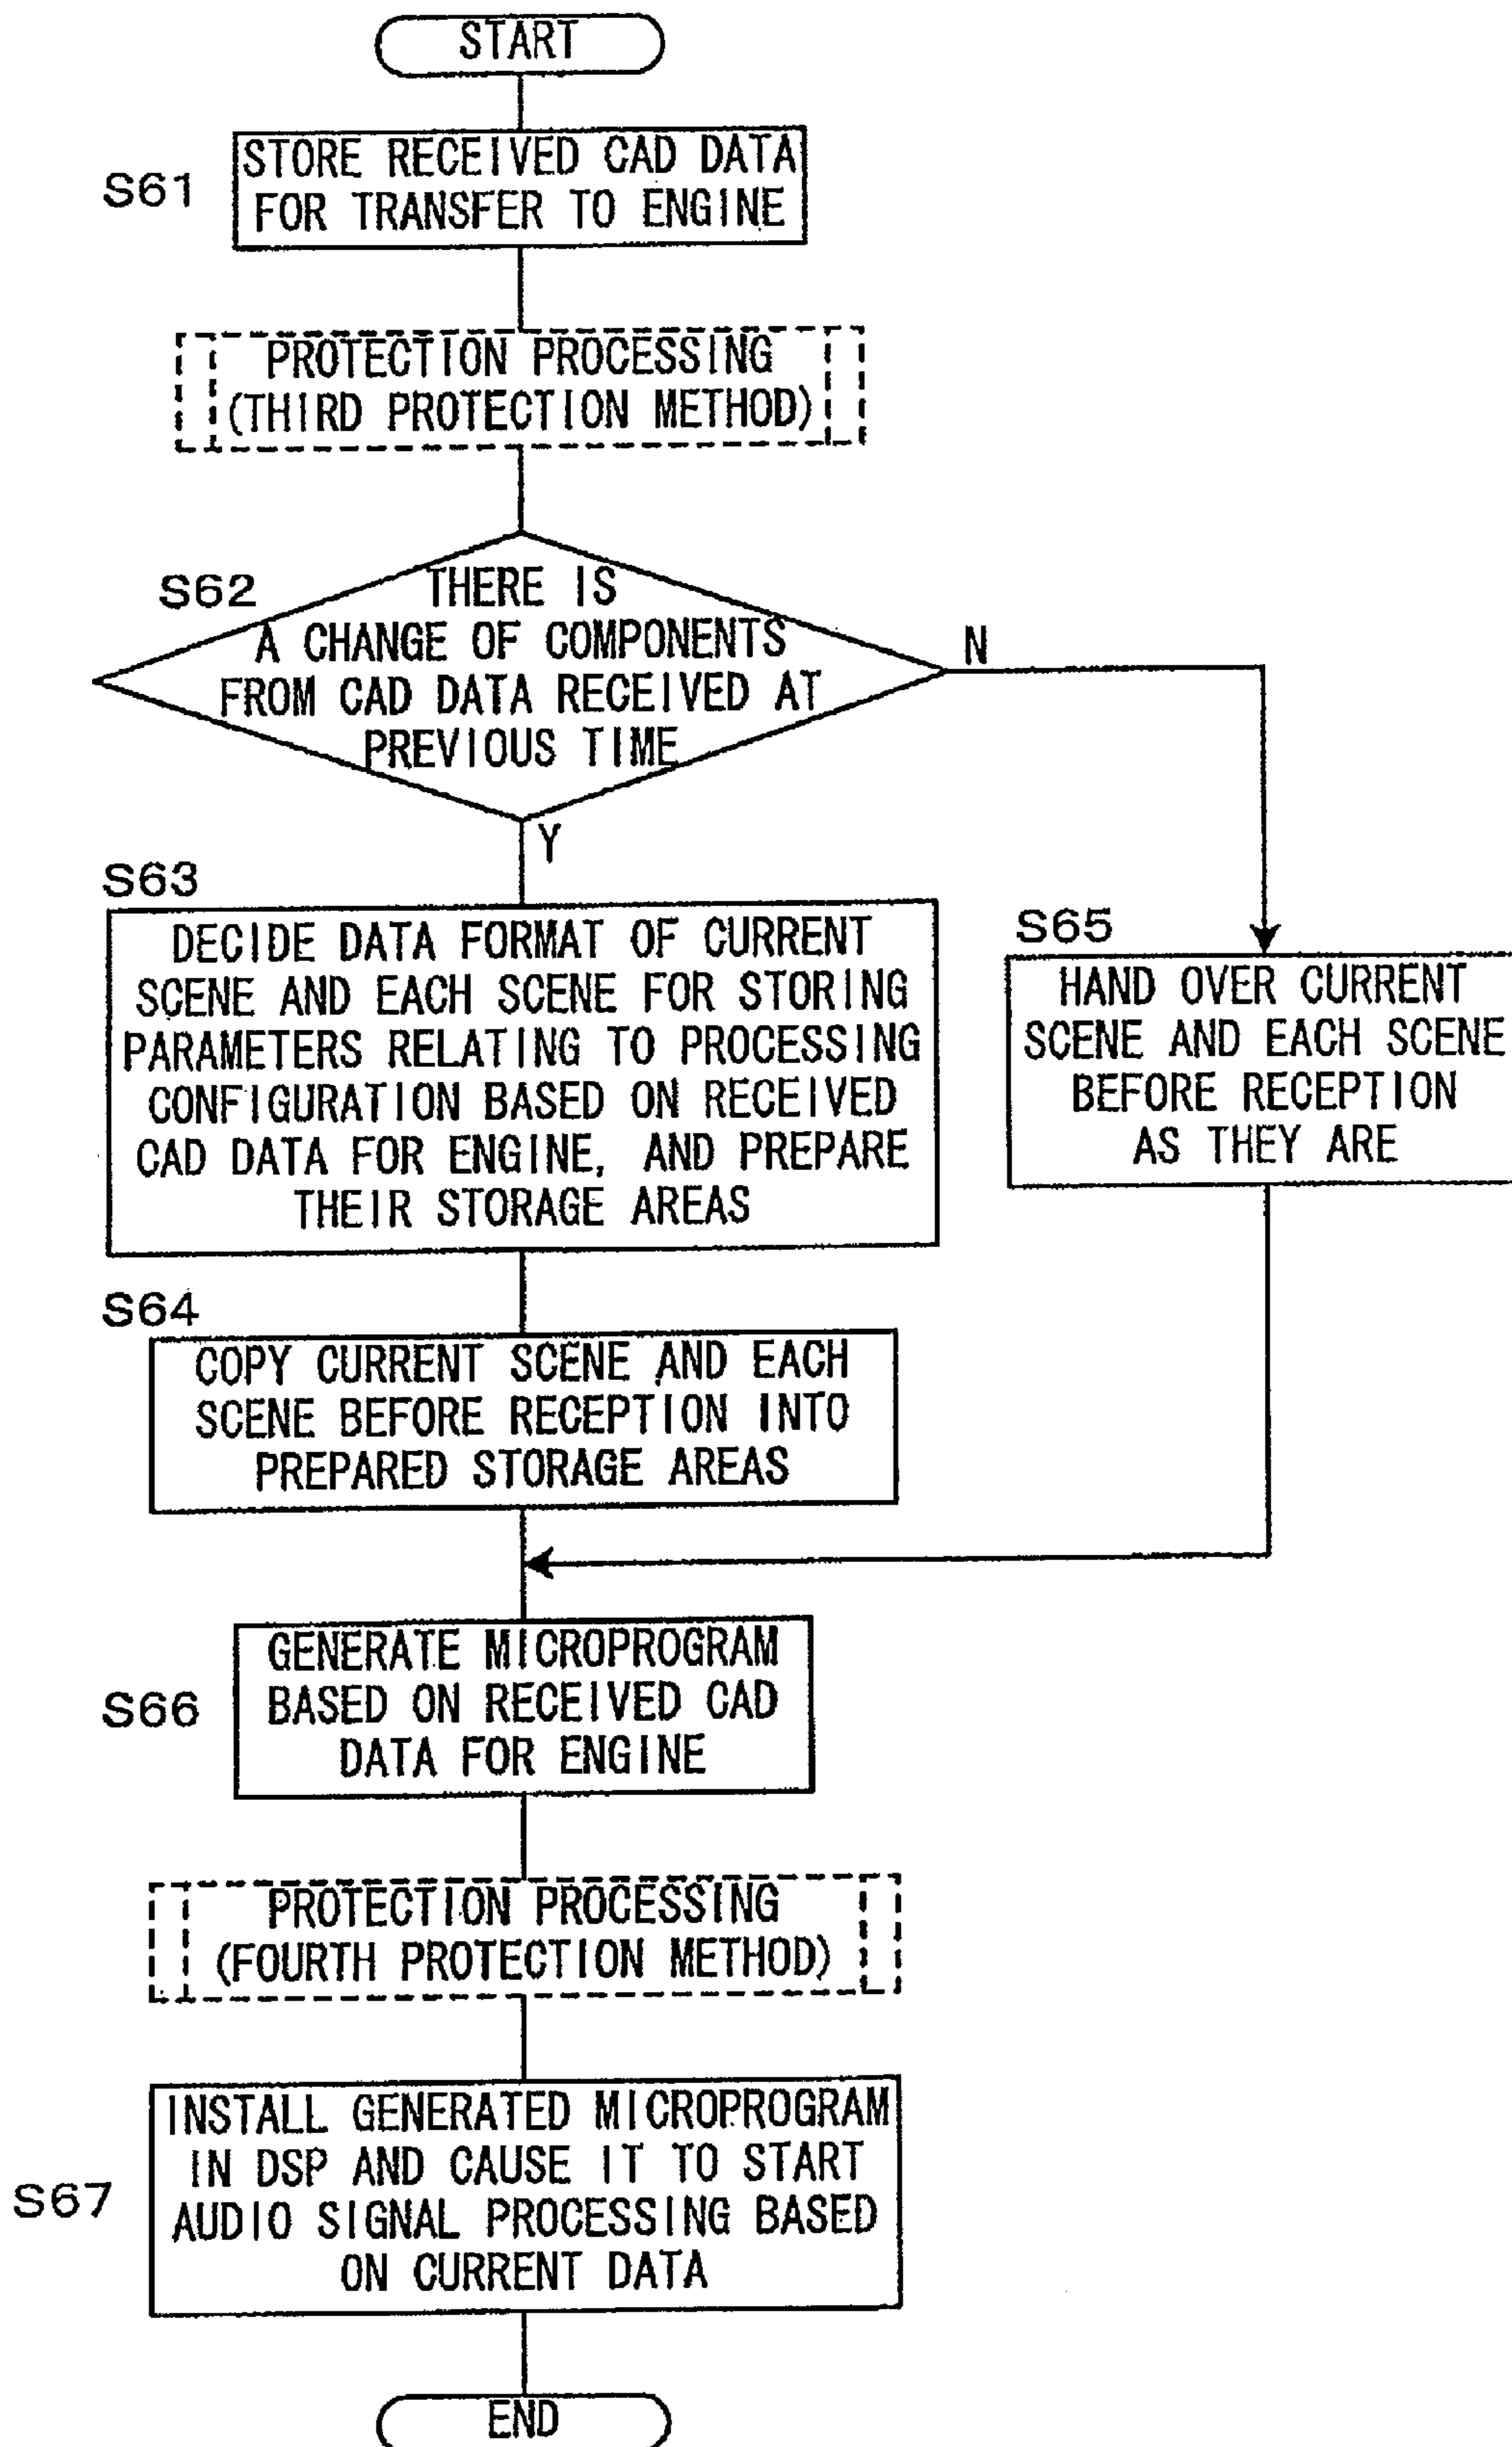 START
S61
STORE RECEIVED CAD DATA
FOR TRANSFER TO ENGINE
PROTECTION PROCESSING
(THIRD PROTECTION METHOD)
S62
THERE IS
A CHANGE OF COMPONENTS
FROM CAD DATA RECEIVED AT
PREVIOUS TIME
N
Y
S63
DECIDE DATA FORMAT OF CURRENT
SCENE AND EACH SCENE FOR STORING
PARAMETERS RELATING TO PROCESSING
CONFIGURATION BASED ON RECEIVED
CAD DATA FOR ENGINE, AND PREPARE
THEIR STORAGE AREAS
S65
HAND OVER CURRENT
SCENE AND EACH SCENE
BEFORE RECEPTION
AS THEY ARE
S64
COPY CURRENT SCENE AND EACH
SCENE BEFORE RECEPTION INTO
PREPARED STORAGE AREAS
S66
GENERATE MICROPROGRAM
BASED ON RECEIVED CAD
DATA FOR ENGINE
PROTECTION PROCESSING
(FOURTH PROTECTION METHOD)
S67
INSTALL GENERATED MICROPROGRAM
IN DSP AND CAUSE IT TO START
AUDIO SIGNAL PROCESSING BASED
ON CURRENT DATA
END